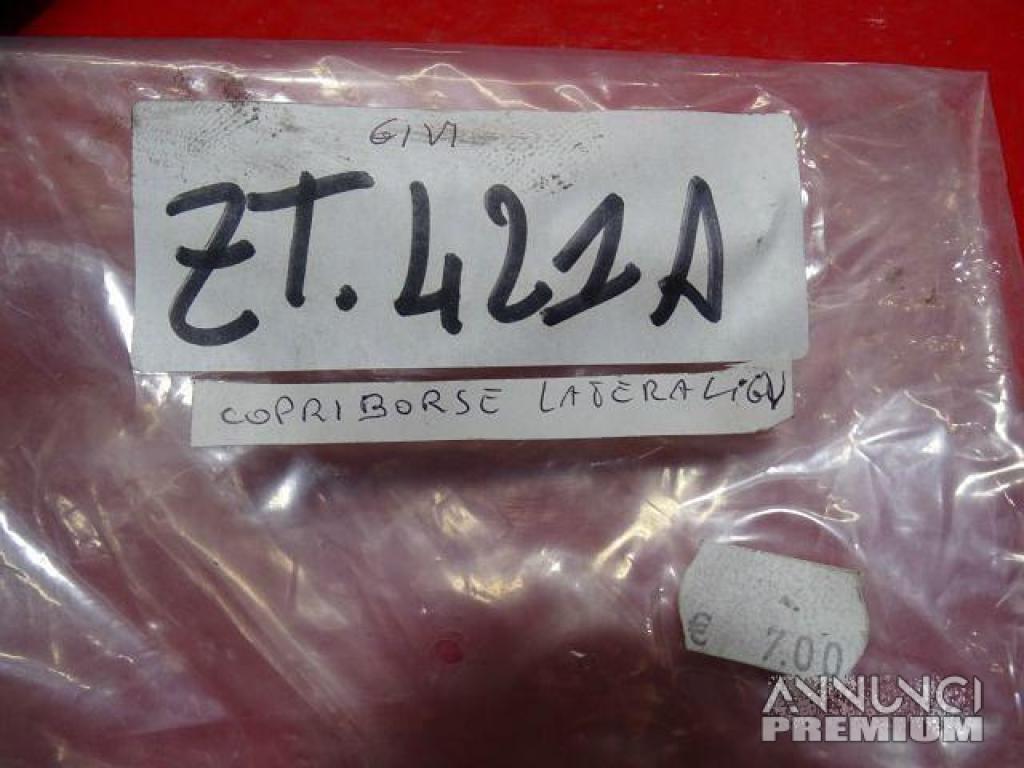 GIVI
ZT.421A
COPRIBORSE LATERALI GV
€ 7.00
ANNUNCI
PREMIUM